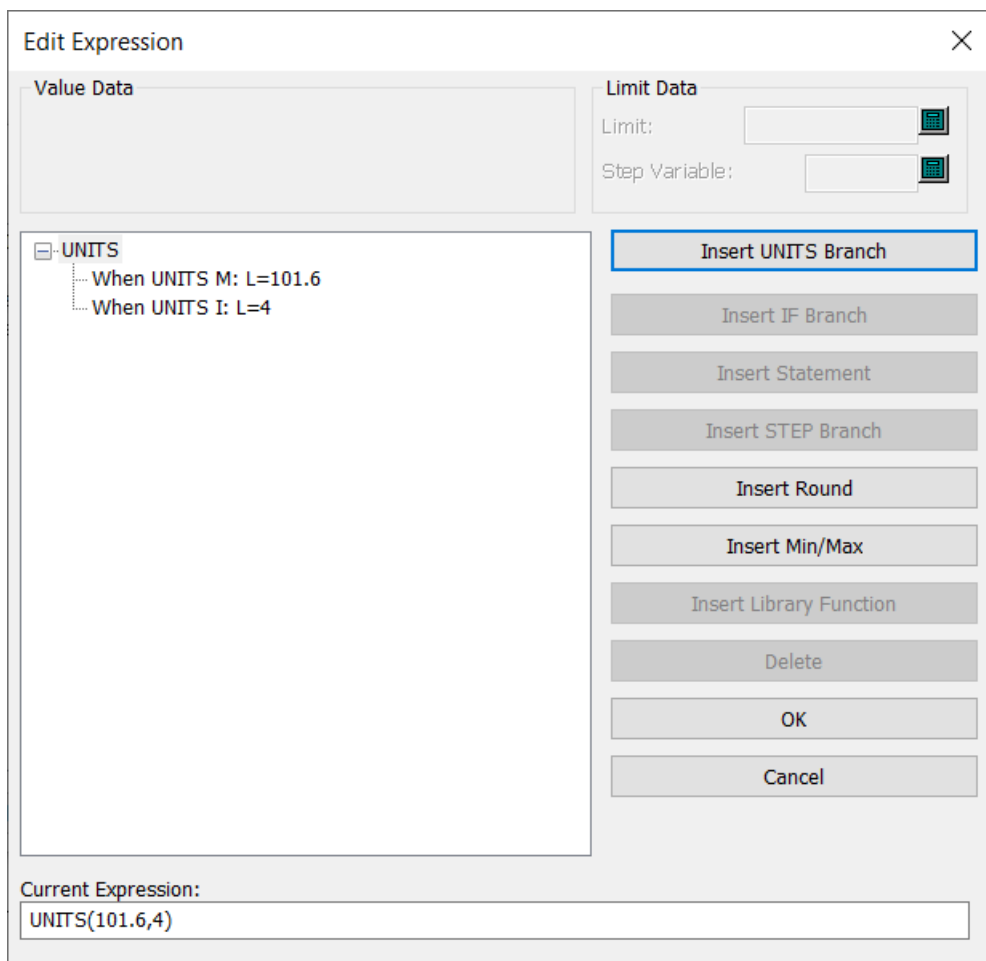 Edit Expression
Value Data
Limit Data
Limit:
Step Variable:
UNITS
When UNITS M: L=101.6
When UNITS I: L=4
Insert UNITS Branch
Insert IF Branch
Insert Statement
Insert STEP Branch
Insert Round
Insert Min/Max
Insert Library Function
Delete
OK
Cancel
Current Expression:
UNITS(101.6,4)